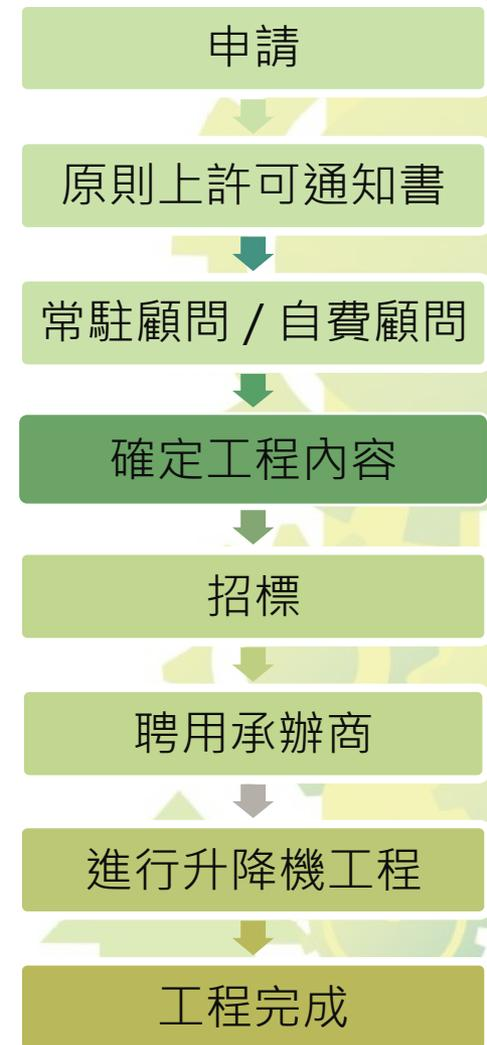 申請
原則上許可通知書
常駐顧問 / 自費顧問
確定工程內容
招標
聘用承辦商
進行升降機工程
工程完成